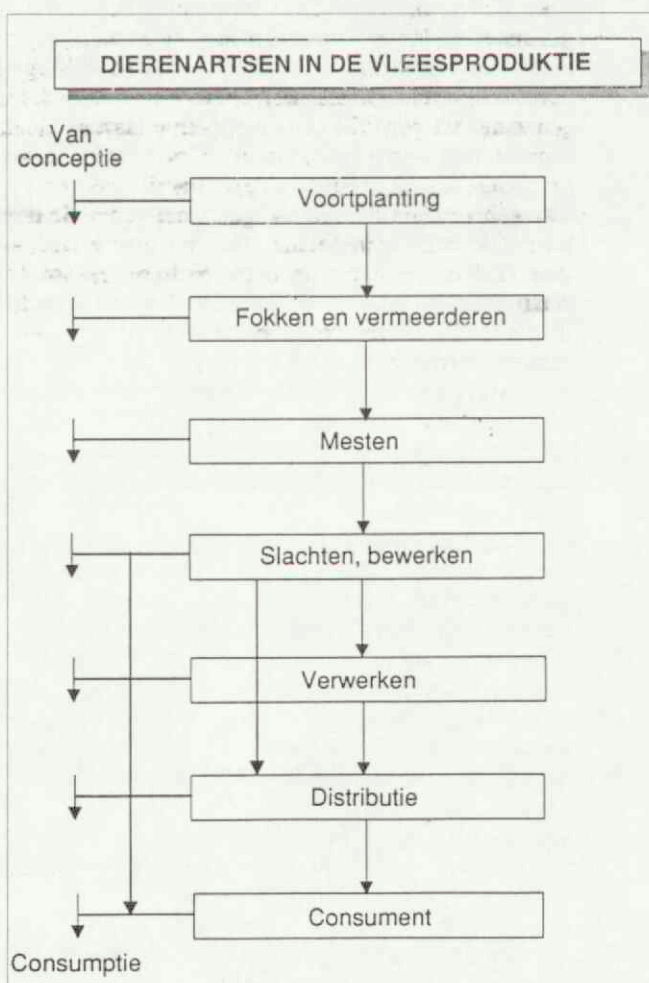 DIERENARTSEN IN DE VLEESPRODUKTIE
Van
conceptie
Voortplanting
Fokken en vermeerderen
Mesten
Slachten, bewerken
Verwerken
Distributie
Consument
Consumptie